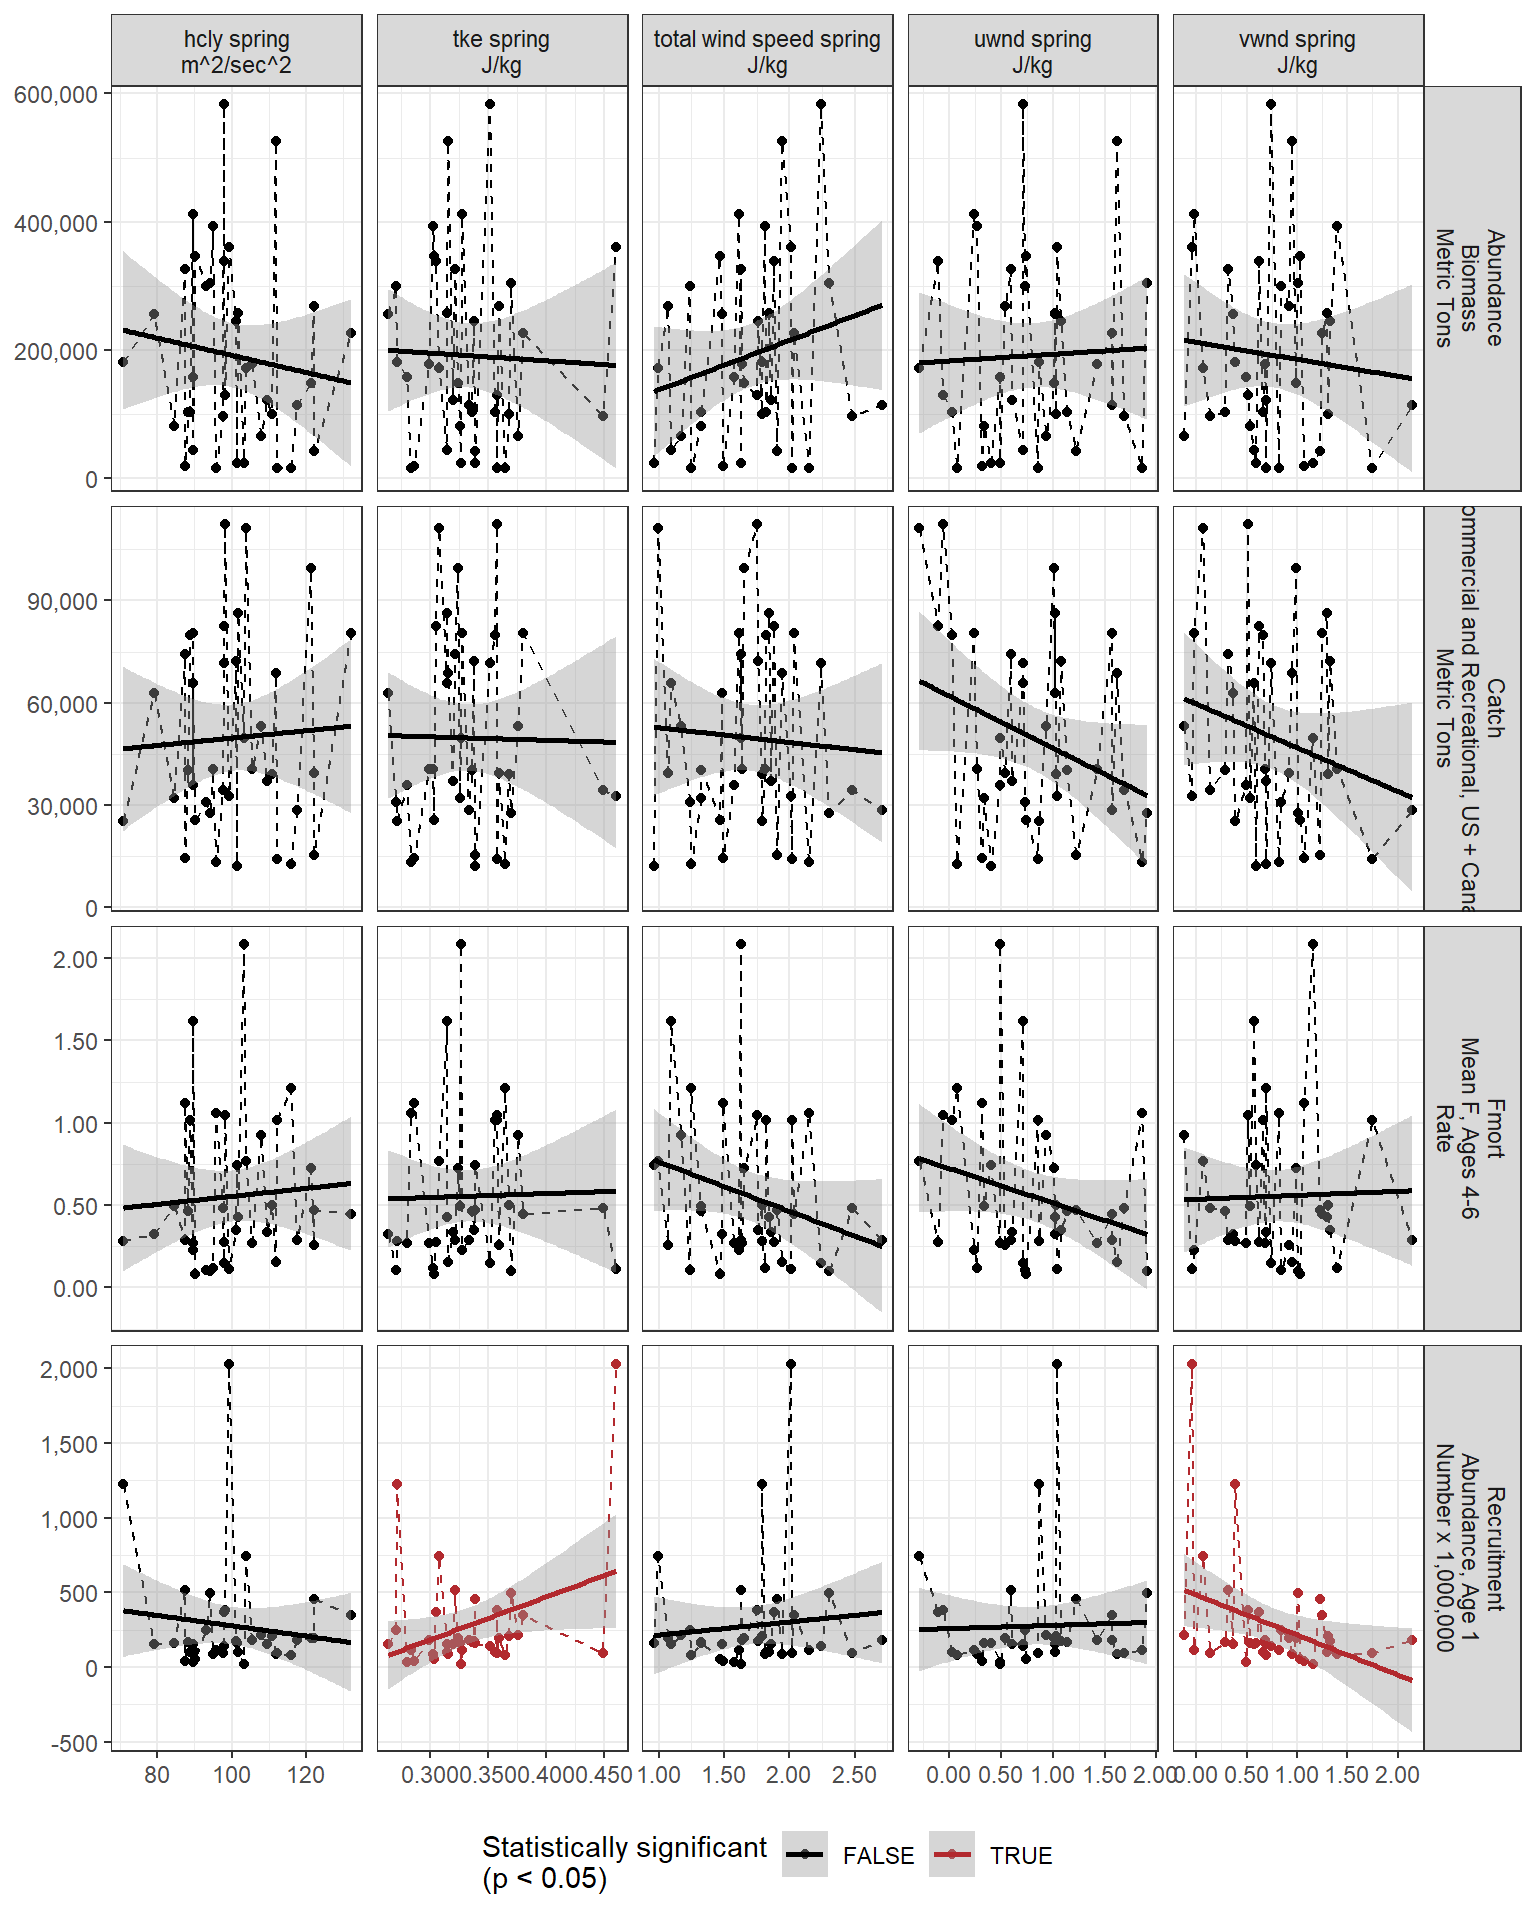 hcly spring
m^2/sec^2
tke spring
J/kg
total wind speed spring
J/kg
uwnd spring
J/kg
vwnd spring
J/kg
600,000
400,000
200,000
0
Abundance
Biomass
Metric Tons
90,000
60,000
30,000
0
Catch
ommercial and Recreational, US + Cana
Metric Tons
2.00
1.50
1.00
0.50
0.00
Fmort
Mean F, Ages 4-6
Rate
2,000
1,500
1,000
500
0
-500
Recruitment
Abundance, Age 1
Number x 1,000,000
80 100 120
0.300 0.350 0.400 0.450
1.00 1.50 2.00 2.50
0.00 0.50 1.00 1.50 2.00
0.00 0.50 1.00 1.50 2.00
Statistically significant
(p < 0.05)
FALSE
TRUE